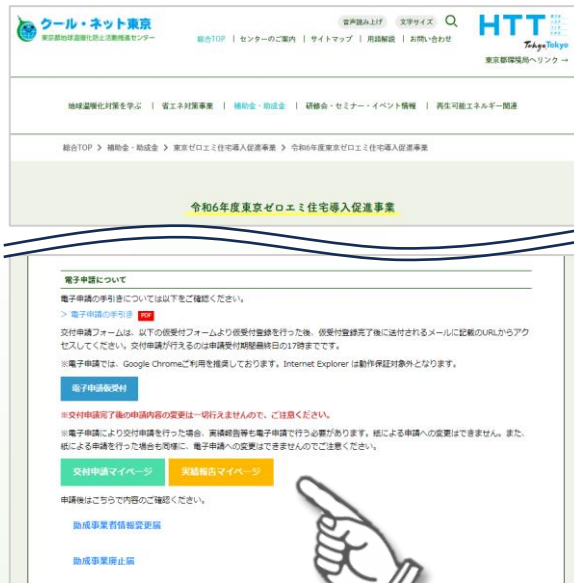 クール・ネット東京
東京都地球温暖化防止活動推進センター
音声読み上げ 文字サイズ
総合TOP | センターのご案内 | サイトマップ | 用語解説 | お問い合わせ
HTT
TokyoTokyo
東京都環境局へリンク →
地球温暖化対策を学ぶ | 省エネ対策事業 | 補助金・助成金 | 研修会・セミナー・イベント情報 | 再生可能エネルギー関連
総合TOP > 補助金・助成金 > 東京ゼロエミ住宅導入促進事業 > 令和6年度東京ゼロエミ住宅導入促進事業
令和6年度東京ゼロエミ住宅導入促進事業
電子申請について
電子申請の手引きについては以下をご確認ください。
> 電子申請の手引き PDF
交付申請フォームは、以下の仮受付フォームより仮受付登録を行った後、仮受付登録完了後に送付されるメールに記載のURLからアク
セスしてください。交付申請が行えるのは申請受付期間最終日の17時までです。
※電子申請では、Google Chromeご利用を推奨しております。Internet Explorer は動作保証対象外となります。
電子申請仮受付
※交付申請完了後の申請内容の変更は一切行えませんので、ご注意ください。
※電子申請により交付申請を行った場合、実績報告等も電子申請で行う必要があります。紙による申請への変更はできません。また、
紙による申請を行った場合も同様に、電子申請への変更はできませんのでご注意ください。
交付申請マイページ 実績報告マイページ
申請後はこちらで内容のご確認ください。
助成事業者情報変更届
助成事業廃止届